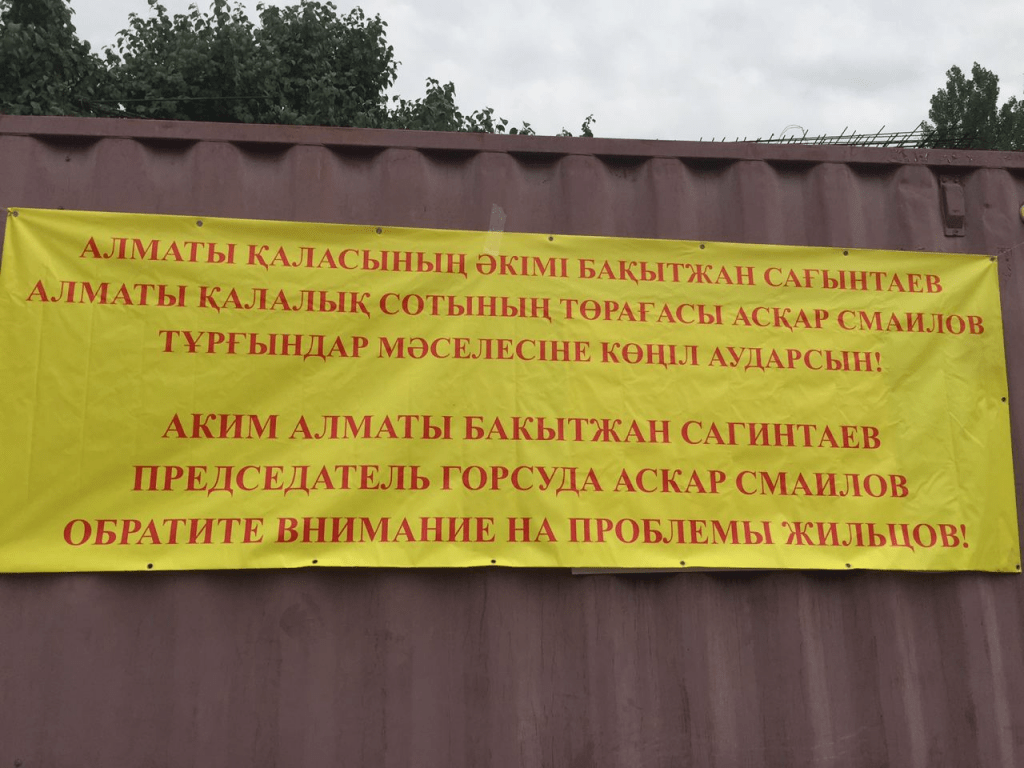 АЛМАТЫ ҚАЛАСЫНЫҢ ӘКІМІ БАҚЫТЖАН САҒЫНТАЕВ
АЛМАТЫ ҚАЛАЛЫҚ СОТЫНЫҢ ТӨРАҒАСЫ АСҚАР СМАИЛОВ
ТҰРҒЫНДАР МӘСЕЛЕСІНЕ КӨҢІЛ АУДАРСЫН!
АКИМ АЛМАТЫ БАКЫТЖАН САГИНТАЕВ
ПРЕДСЕДАТЕЛЬ ГОРСУДА АСКАР СМАИЛОВ
ОБРАТИТЕ ВНИМАНИЕ НА ПРОБЛЕМЫ ЖИЛЬЦОВ!